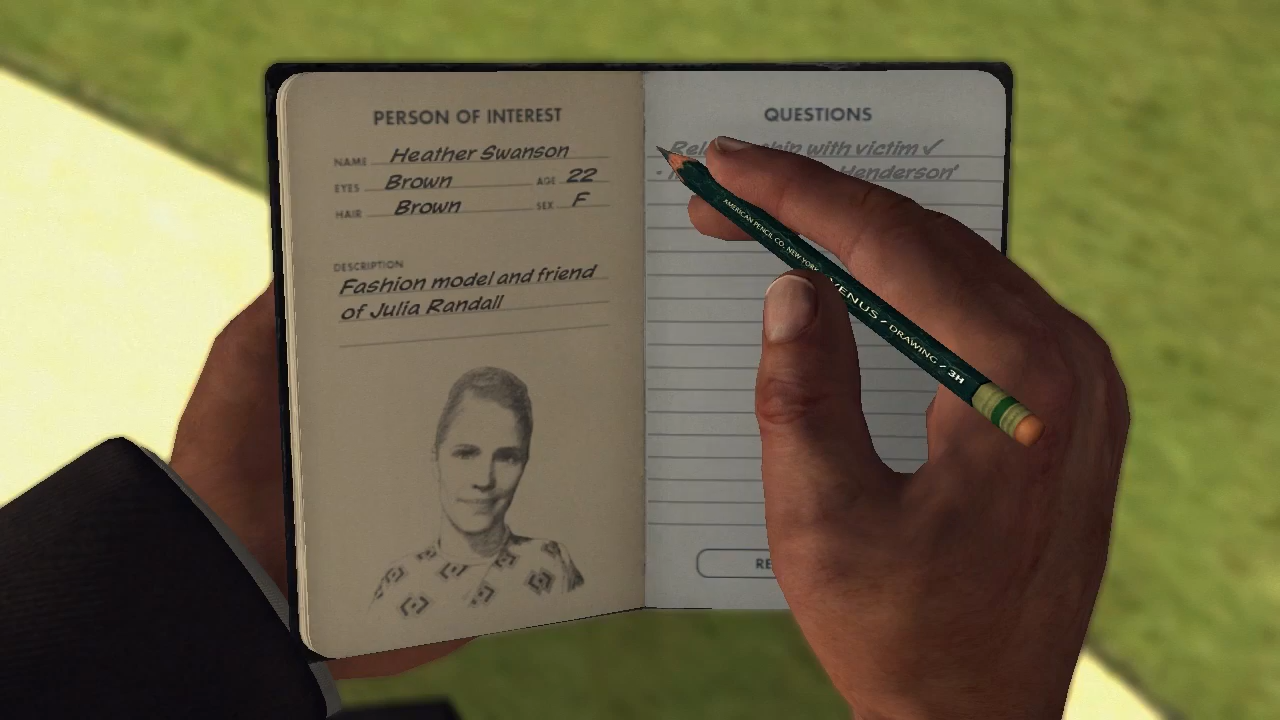 PERSON OF INTEREST
NAME Heather Swanson
EYES Brown AGE 22
HAIR Brown SEX F
DESCRIPTION
Fashion model and friend
of Julia Randall
QUESTIONS
with victim ✓
Henderson'
AMERICAN PENCIL CO. NEW YORK VENUS / DRAWING / 3H